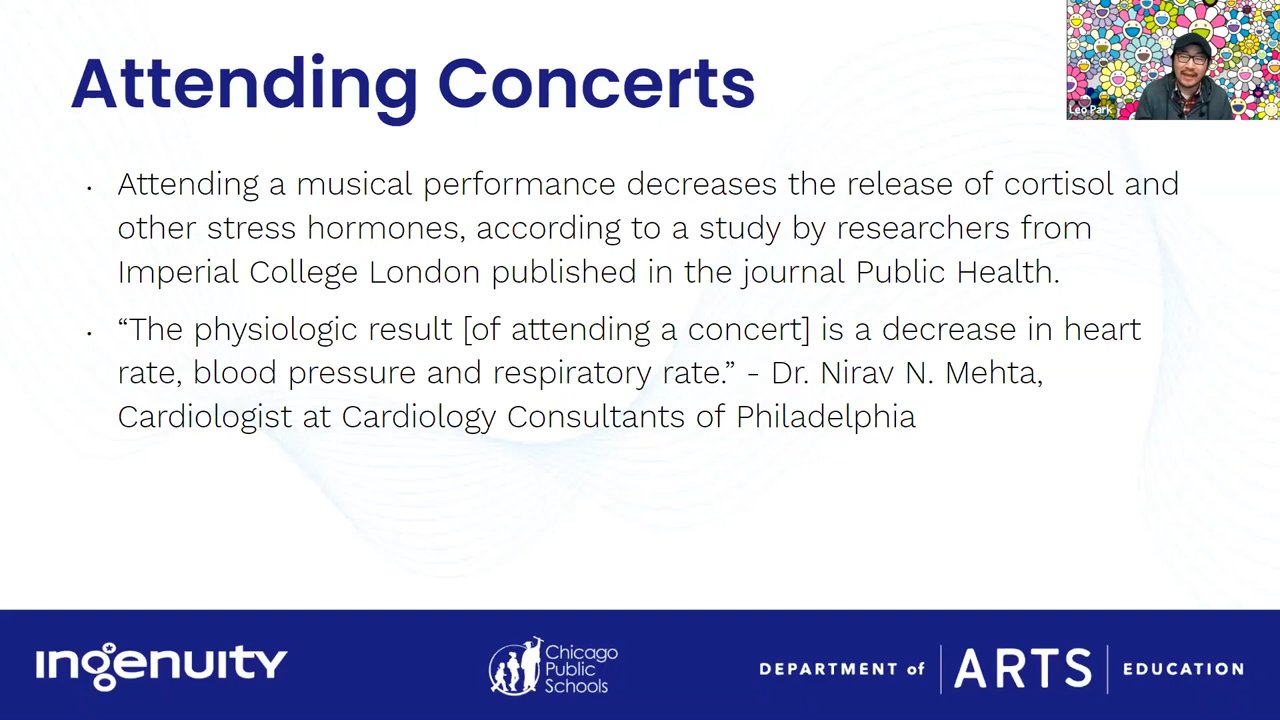 Attending Concerts
Leo Park
· Attending a musical performance decreases the release of cortisol and
other stress hormones, according to a study by researchers from
Imperial College London published in the journal Public Health.
· “The physiologic result [of attending a concert] is a decrease in heart
rate, blood pressure and respiratory rate.” - Dr. Nirav N. Mehta,
Cardiologist at Cardiology Consultants of Philadelphia
ingenuity
Chicago
Public
Schools
DEPARTMENT of ARTS EDUCATION